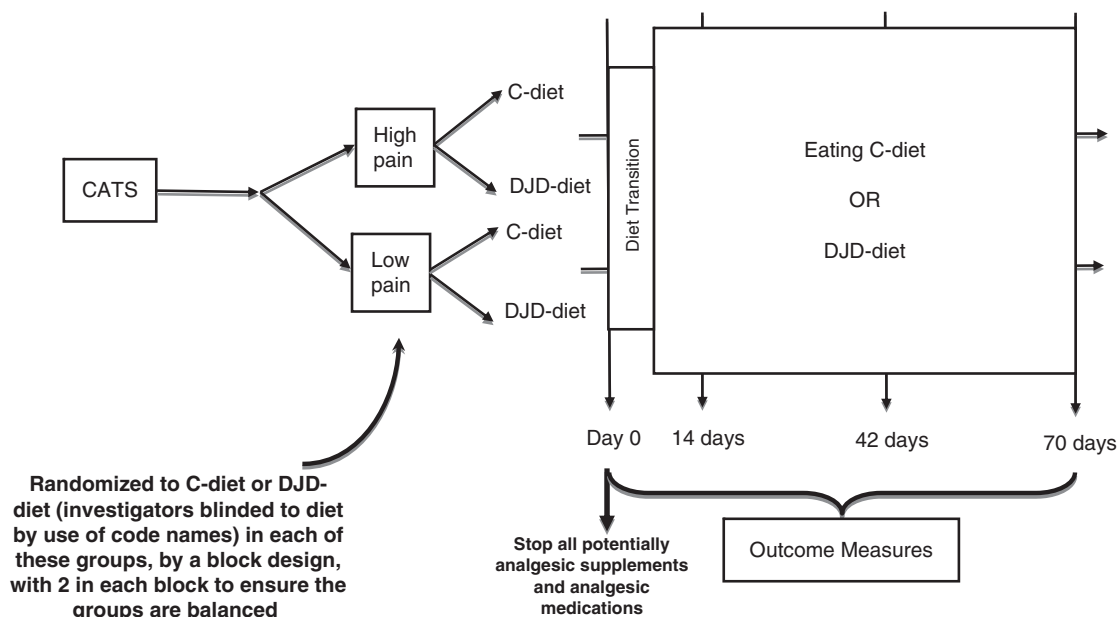 CATS
High
pain
Low
pain
C-diet
DJD-diet
C-diet
DJD-diet
Diet Transition
Eating C-diet
OR
DJD-diet
Day 0
14 days
42 days
70 days
Randomized to C-diet or DJD-
diet (investigators blinded to diet
by use of code names) in each of
these groups, by a block design,
with 2 in each block to ensure the
groups are balanced
Stop all potentially
analgesic supplements
and analgesic
medications
Outcome Measures